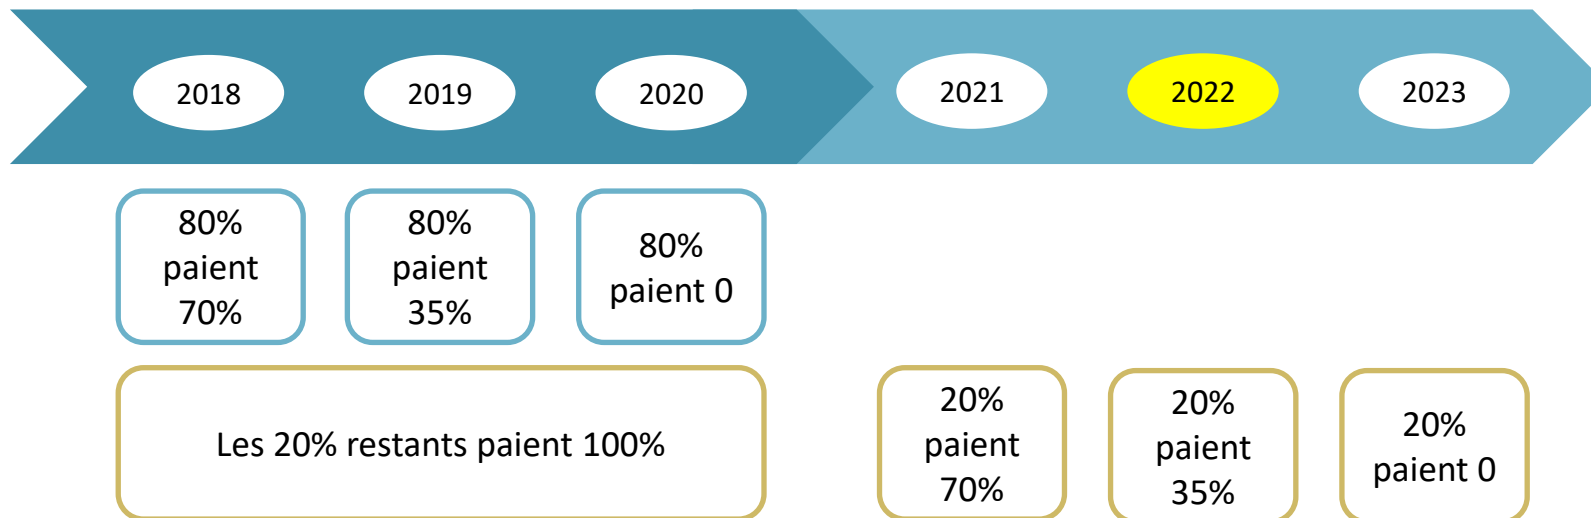 2018
2019
2020
2021
2022
2023
80%
paient
70%
80%
paient
35%
80%
paient 0
Les 20% restants paient 100%
20%
paient
70%
20%
paient
35%
20%
paient 0